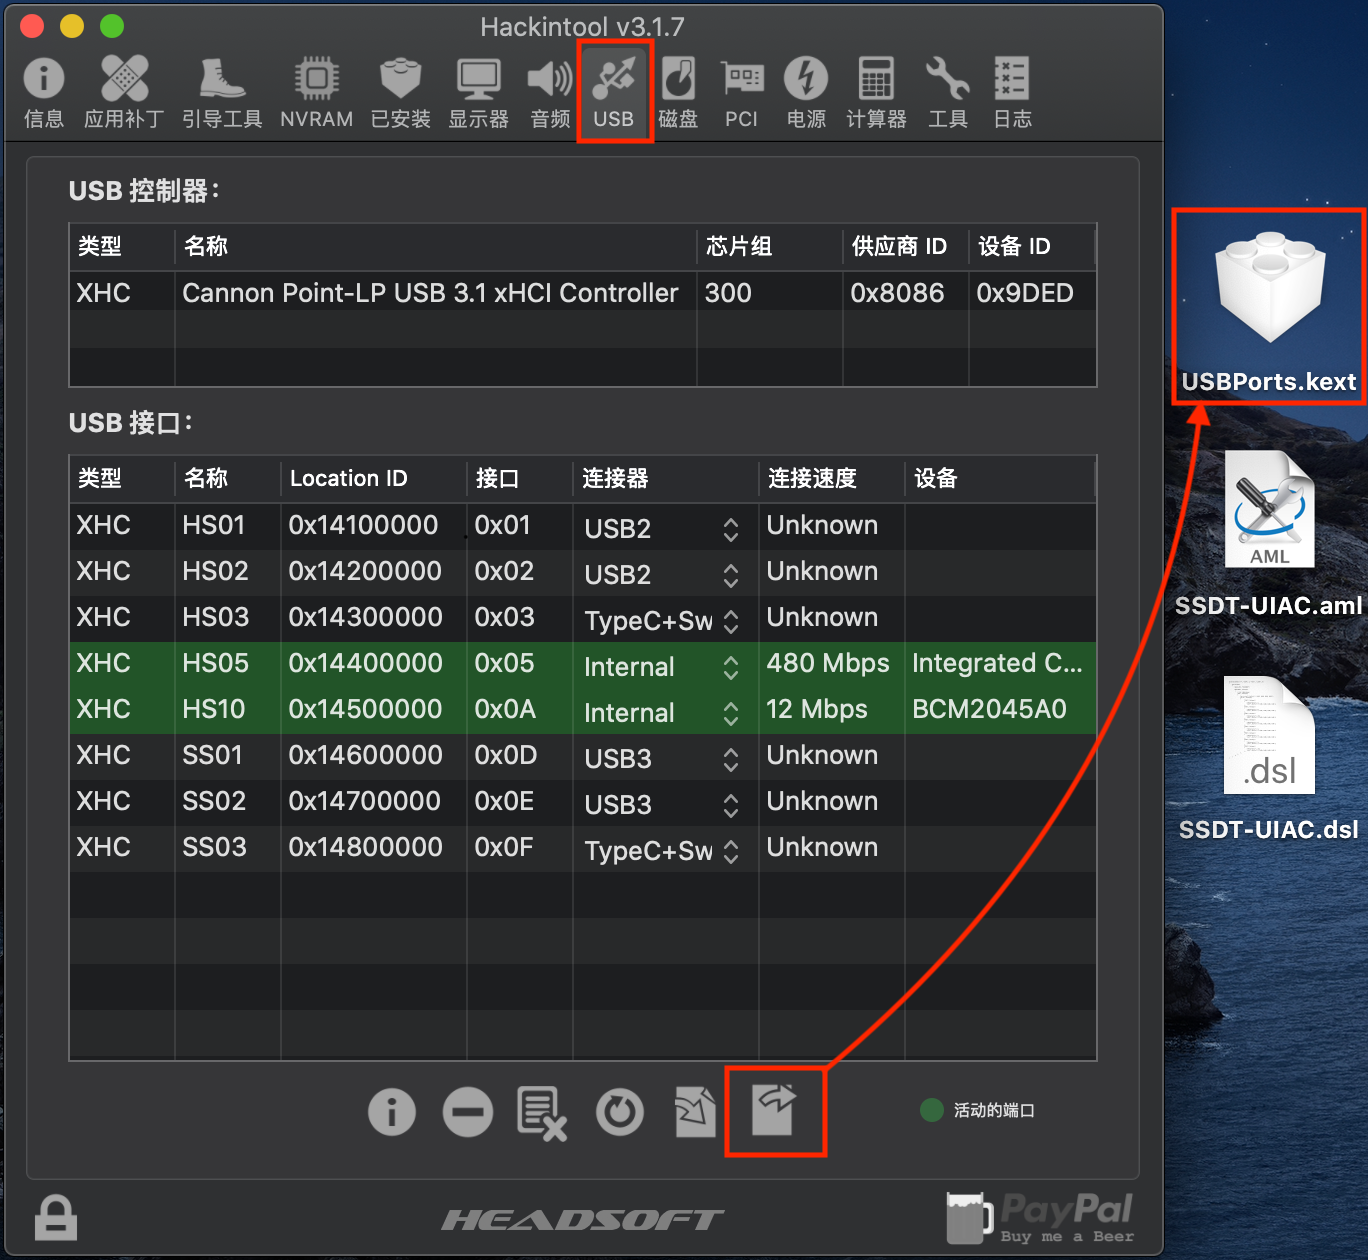 Hackintool v3.1.7
信息 应用补丁 引导工具 NVRAM 已安装 显示器 音频 USB 磁盘 PCI 电源 计算器 工具 日志
USB 控制器：
类型 名称 芯片组 供应商 ID 设备 ID
XHC Cannon Point-LP USB 3.1 xHCI Controller 300 0x8086 0x9DED
USB 接口：
类型 名称 Location ID 接口 连接器 连接速度 设备
XHC HS01 0x14100000 0x01 USB2 Unknown
XHC HS02 0x14200000 0x02 USB2 Unknown
XHC HS03 0x14300000 0x03 TypeC+Sw Unknown
XHC HS05 0x14400000 0x05 Internal 480 Mbps Integrated C...
XHC HS10 0x14500000 0x0A Internal 12 Mbps BCM2045A0
XHC SS01 0x14600000 0x0D USB3 Unknown
XHC SS02 0x14700000 0x0E USB3 Unknown
XHC SS03 0x14800000 0x0F TypeC+Sw Unknown
活动的端口
HEADSOFT
PayPal
Buy me a Beer
USBPorts.kext
AML
SSDT-UIAC.aml
.dsl
SSDT-UIAC.dsl